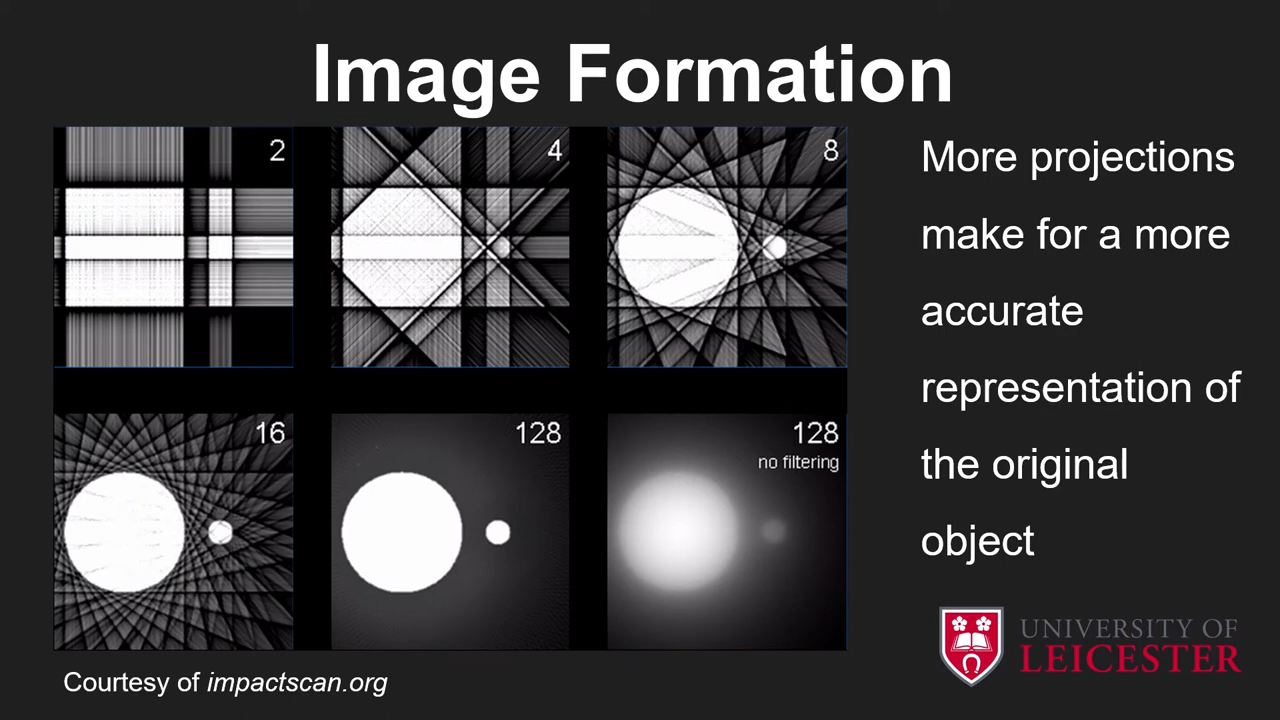 Image Formation
2
4
8
16
128
128
no filtering
More projections
make for a more
accurate
representation of
the original
object
Courtesy of impactscan.org
UNIVERSITY OF
LEICESTER